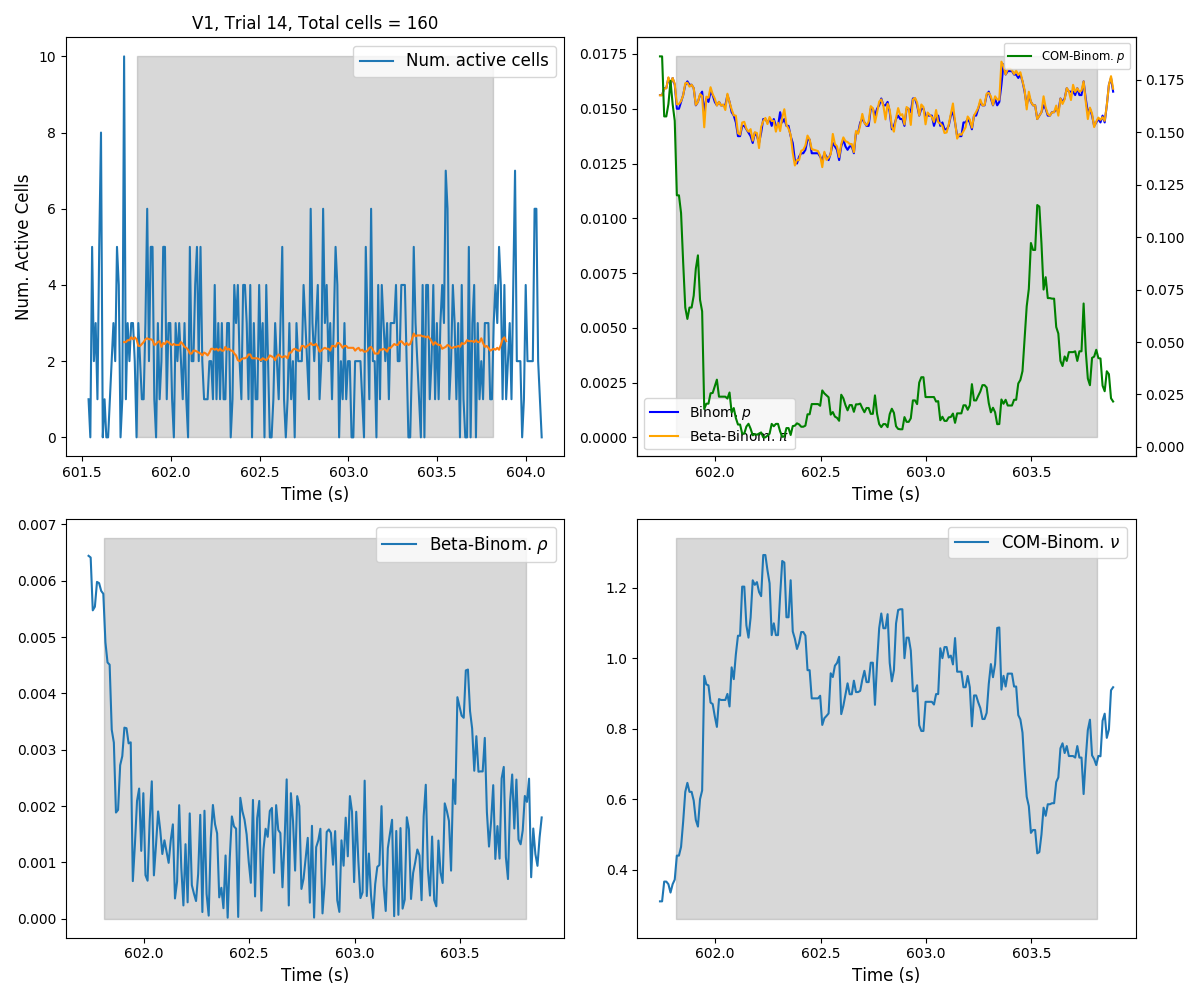 V1, Trial 14, Total cells = 160
Num. active cells
Num. Active Cells
10
8
6
4
2
0
601.5 602.0 602.5 603.0 603.5 604.0
Time (s)
COM-Binom. p
0.0175
0.0150
0.0125
0.0100
0.0075
0.0050
0.0025
0.0000
0.175
0.150
0.125
0.100
0.075
0.050
0.025
0.000
Binom. p
Beta-Binom. π
602.0 602.5 603.0 603.5
Time (s)
Beta-Binom. ρ
0.007
0.006
0.005
0.004
0.003
0.002
0.001
0.000
602.0 602.5 603.0 603.5
Time (s)
COM-Binom. ν
1.2
1.0
0.8
0.6
0.4
602.0 602.5 603.0 603.5
Time (s)